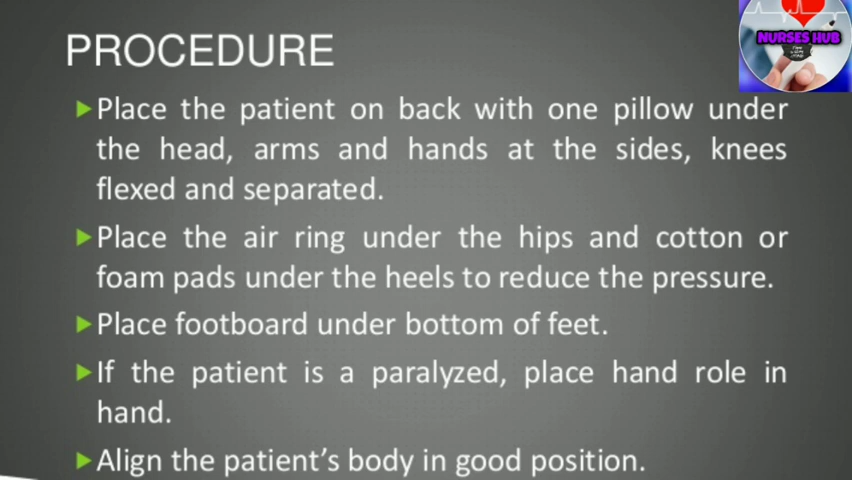 PROCEDURE
NURSES HUB
Place the patient on back with one pillow under
the head, arms and hands at the sides, knees
flexed and separated.
Place the air ring under the hips and cotton or
foam pads under the heels to reduce the pressure.
Place footboard under bottom of feet.
If the patient is a paralyzed, place hand role in
hand.
Align the patient's body in good position.